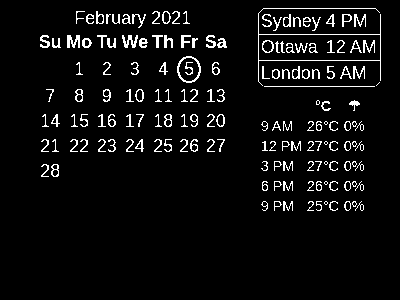 February 2021
Su Mo Tu We Th Fr Sa
1 2 3 4 5 6
7 8 9 10 11 12 13
14 15 16 17 18 19 20
21 22 23 24 25 26 27
28
Sydney 4 PM
Ottawa 12 AM
London 5 AM
°C ☂
9 AM 26°C 0%
12 PM 27°C 0%
3 PM 27°C 0%
6 PM 26°C 0%
9 PM 25°C 0%